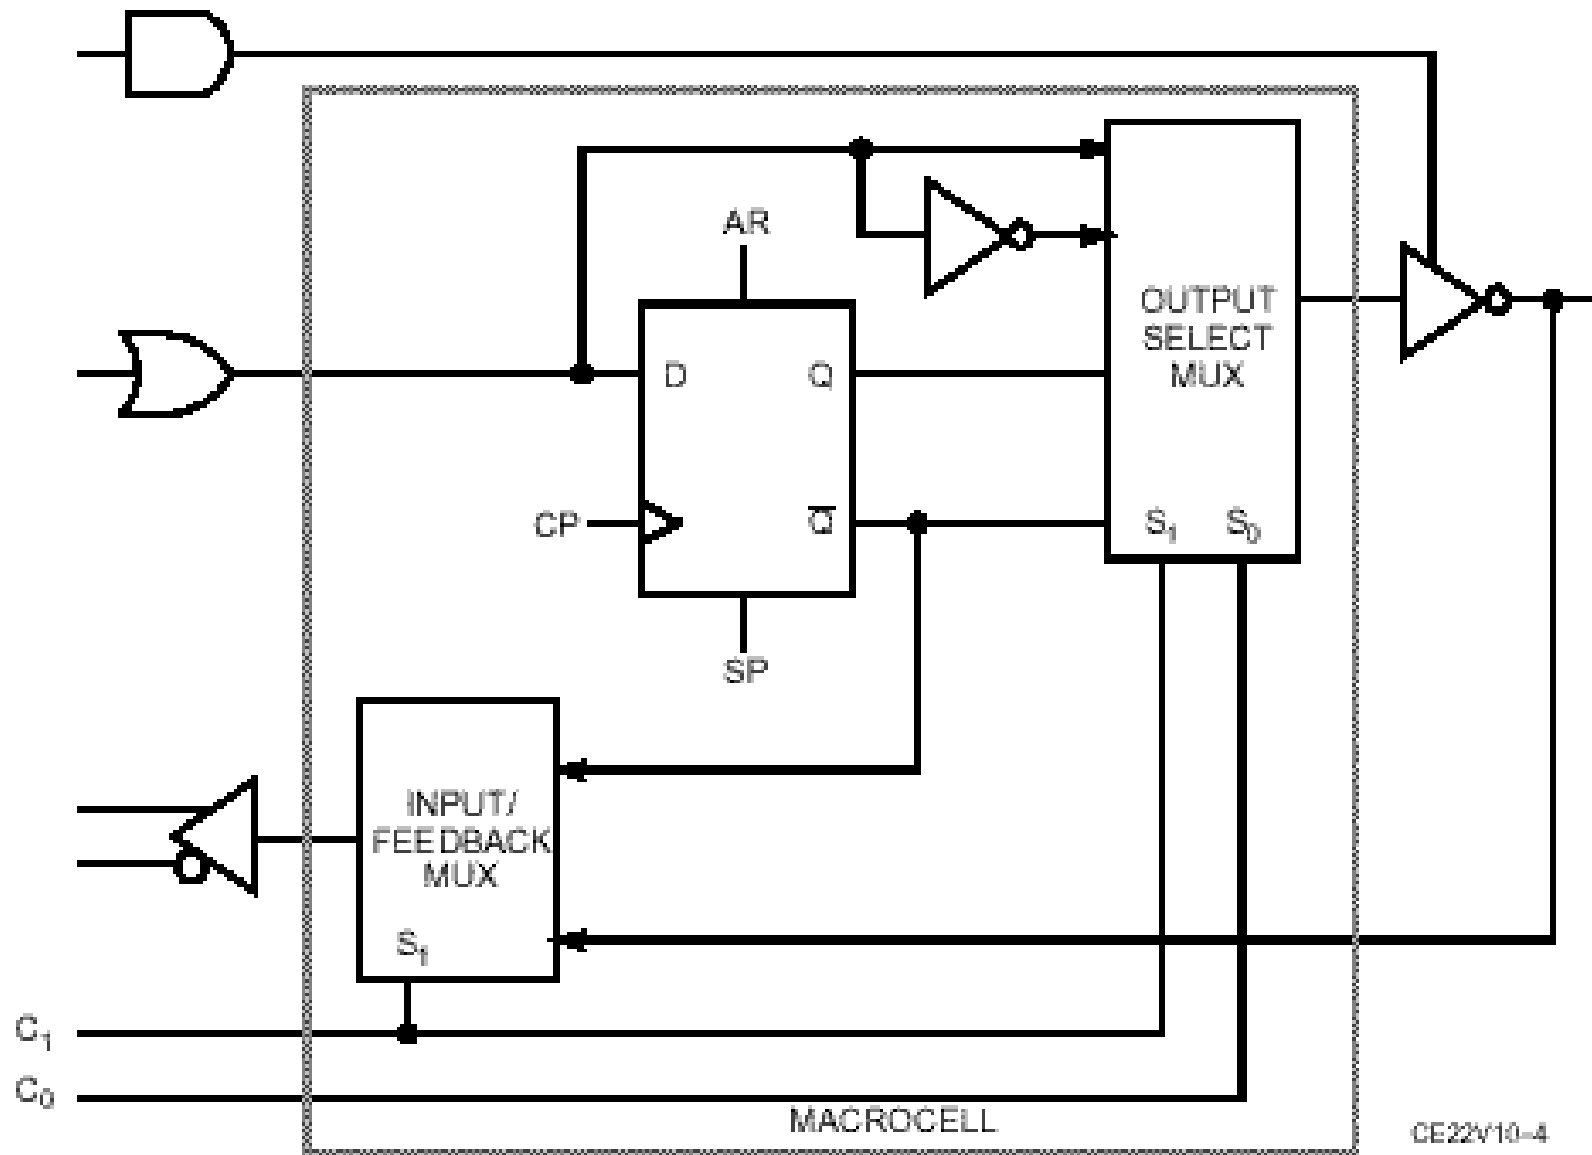 AR
OUTPUT
SELECT
MUX
D
Q
CP
Q̅
S₁
S₀
SP
INPUT/
FEEDBACK
MUX
S₁
C₁
C₀
MACROCELL
CE22V10-4